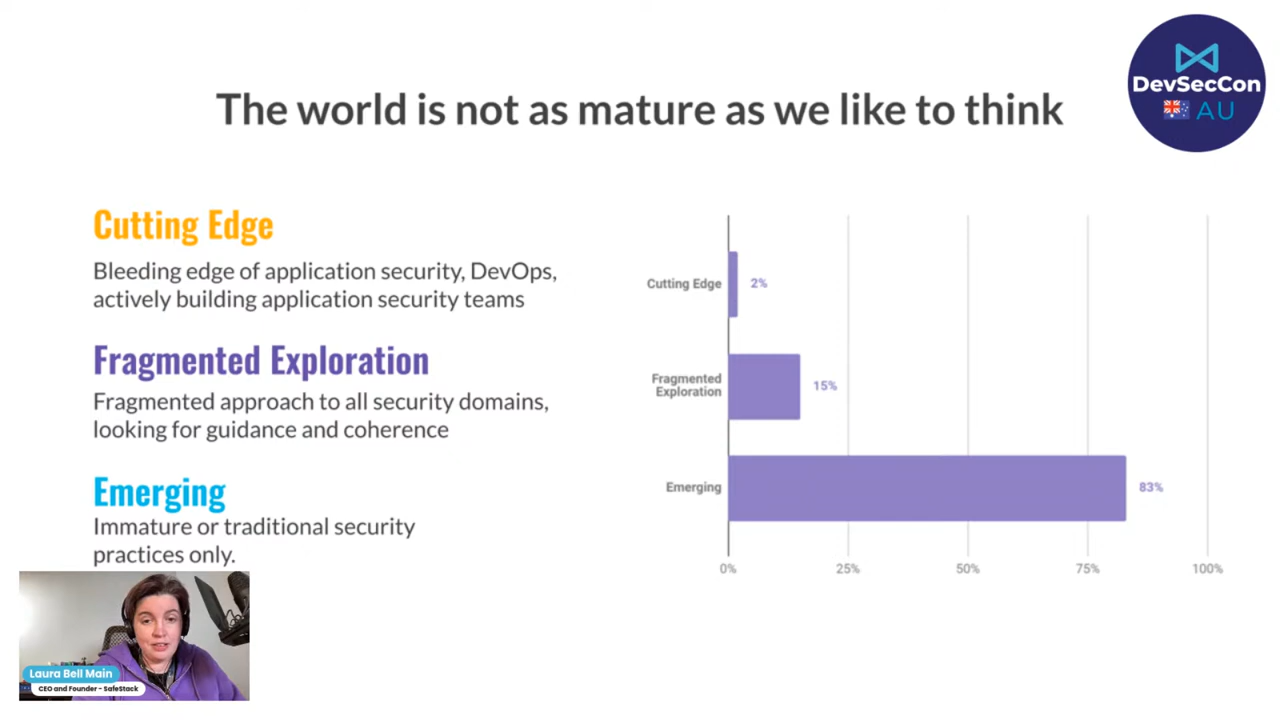 The world is not as mature as we like to think
DevSecCon
AU
Cutting Edge
Bleeding edge of application security, DevOps,
actively building application security teams
Fragmented Exploration
Fragmented approach to all security domains,
looking for guidance and coherence
Emerging
Immature or traditional security
practices only.
Cutting Edge
2%
Fragmented
Exploration
15%
Emerging
83%
0%
25%
50%
75%
100%
Laura Bell Main
CEO and Founder - SafeStack